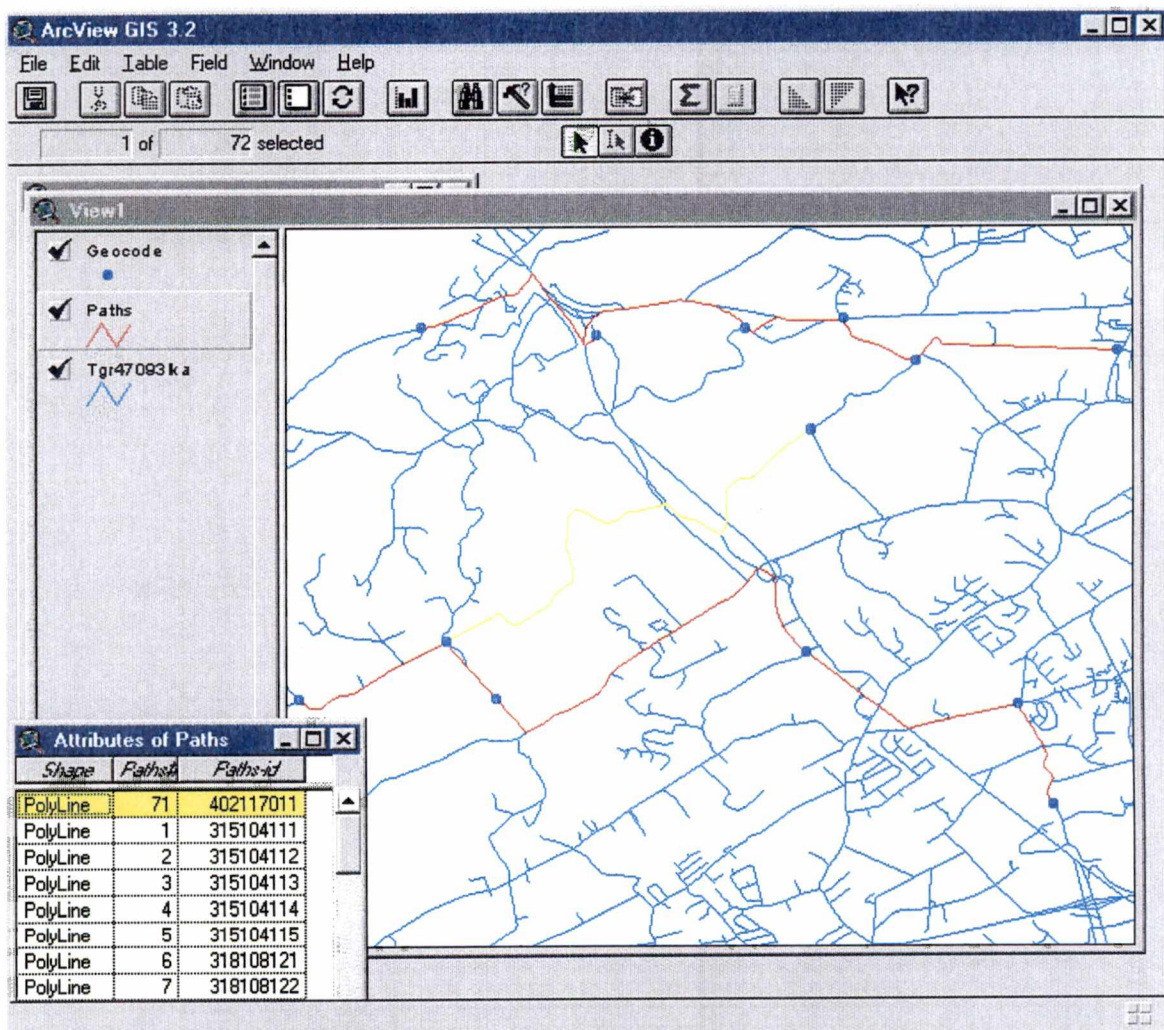 ArcView GIS 3.2
File Edit Table Field Window Help
1 of 72 selected
View1
Geocode
Paths
Tgr47093ka
Attributes of Paths
Shape Paths# Paths-id
PolyLine 71 402117011
PolyLine 1 315104111
PolyLine 2 315104112
PolyLine 3 315104113
PolyLine 4 315104114
PolyLine 5 315104115
PolyLine 6 318108121
PolyLine 7 318108122